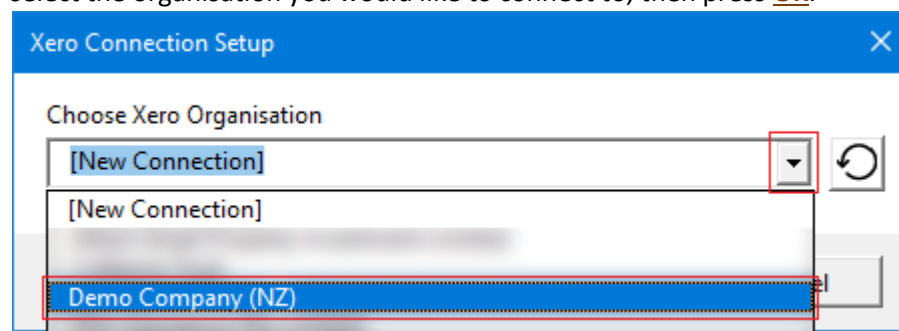 Select the organisation you would like to connect to, then press OK.
Xero Connection Setup
Choose Xero Organisation
[New Connection]
[New Connection]
Demo Company (NZ)